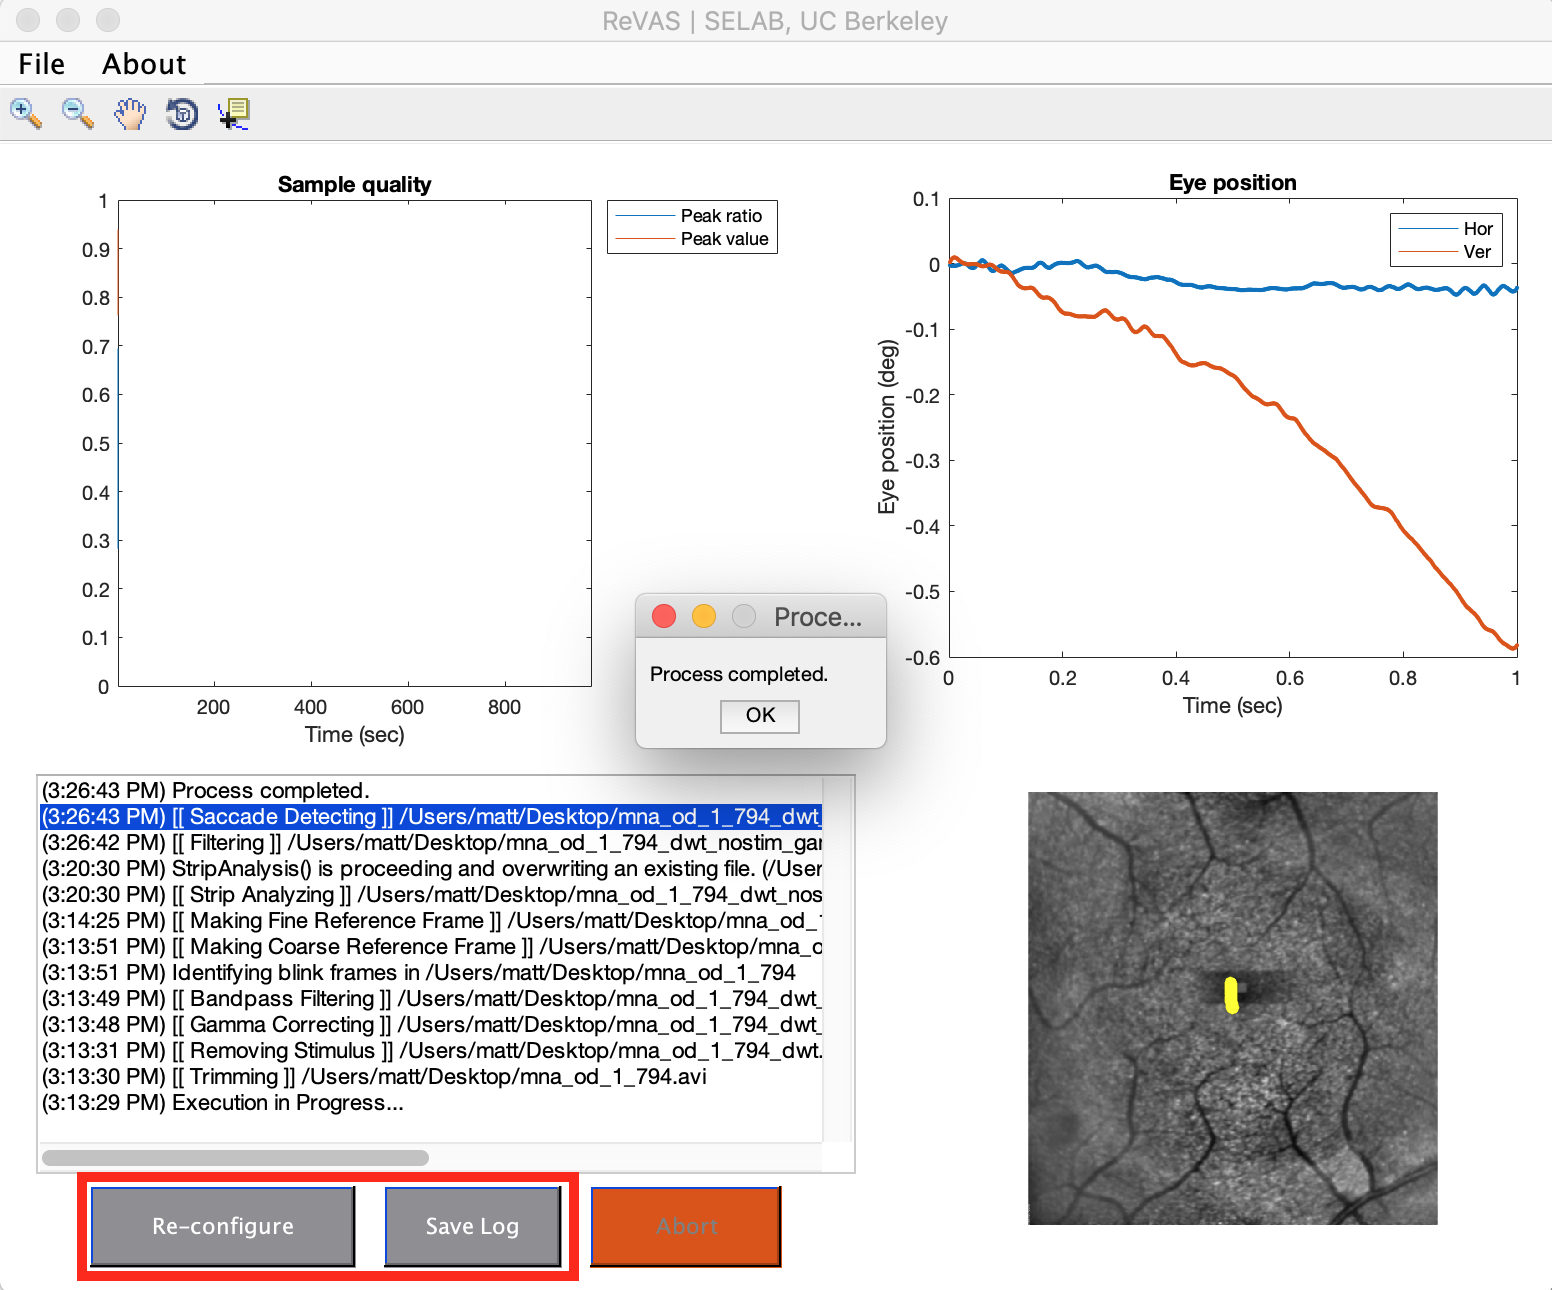 ReVAS | SELAB, UC Berkeley
File About
Sample quality
1
0.9
0.8
0.7
0.6
0.5
0.4
0.3
0.2
0.1
0
200 400 600 800
Time (sec)
Peak ratio
Peak value
Eye position
0.1
0
-0.1
-0.2
-0.3
-0.4
-0.5
-0.6
Eye position (deg)
0 0.2 0.4 0.6 0.8 1
Time (sec)
Hor
Ver
Proce...
Process completed.
OK
(3:26:43 PM) Process completed.
(3:26:43 PM) [[ Saccade Detecting ]] /Users/matt/Desktop/mna_od_1_794_dwt_
(3:26:42 PM) [[ Filtering ]] /Users/matt/Desktop/mna_od_1_794_dwt_nostim_gar
(3:20:30 PM) StripAnalysis() is proceeding and overwriting an existing file. (/User
(3:20:30 PM) [[ Strip Analyzing ]] /Users/matt/Desktop/mna_od_1_794_dwt_nos
(3:14:25 PM) [[ Making Fine Reference Frame ]] /Users/matt/Desktop/mna_od_
(3:13:51 PM) [[ Making Coarse Reference Frame ]] /Users/matt/Desktop/mna_o
(3:13:51 PM) Identifying blink frames in /Users/matt/Desktop/mna_od_1_794
(3:13:49 PM) [[ Bandpass Filtering ]] /Users/matt/Desktop/mna_od_1_794_dwt_
(3:13:48 PM) [[ Gamma Correcting ]] /Users/matt/Desktop/mna_od_1_794_dwt_
(3:13:31 PM) [[ Removing Stimulus ]] /Users/matt/Desktop/mna_od_1_794_dwt.
(3:13:30 PM) [[ Trimming ]] /Users/matt/Desktop/mna_od_1_794.avi
(3:13:29 PM) Execution in Progress...
Re-configure
Save Log
Abort